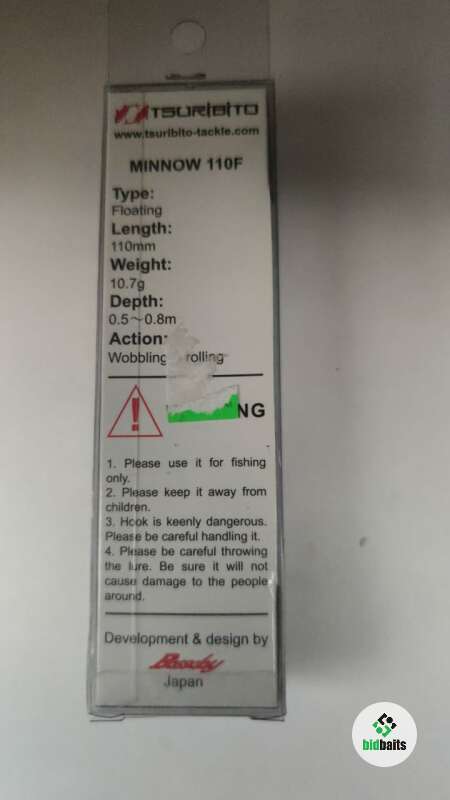 TSURIBITO
www.tsuribito-tackle.com
MINNOW 110F
Type:
Floating
Length:
110mm
Weight:
10.7g
Depth:
0.5～0.8m
Action:
Wobbling rolling
NG
1. Please use it for fishing
only.
2. Please keep it away from
children.
3. Hook is keenly dangerous.
Please be careful handling it.
4. Please be careful throwing
the lure. Be sure it will not
cause damage to the people
around.
Development & design by
Japan
bidbaits